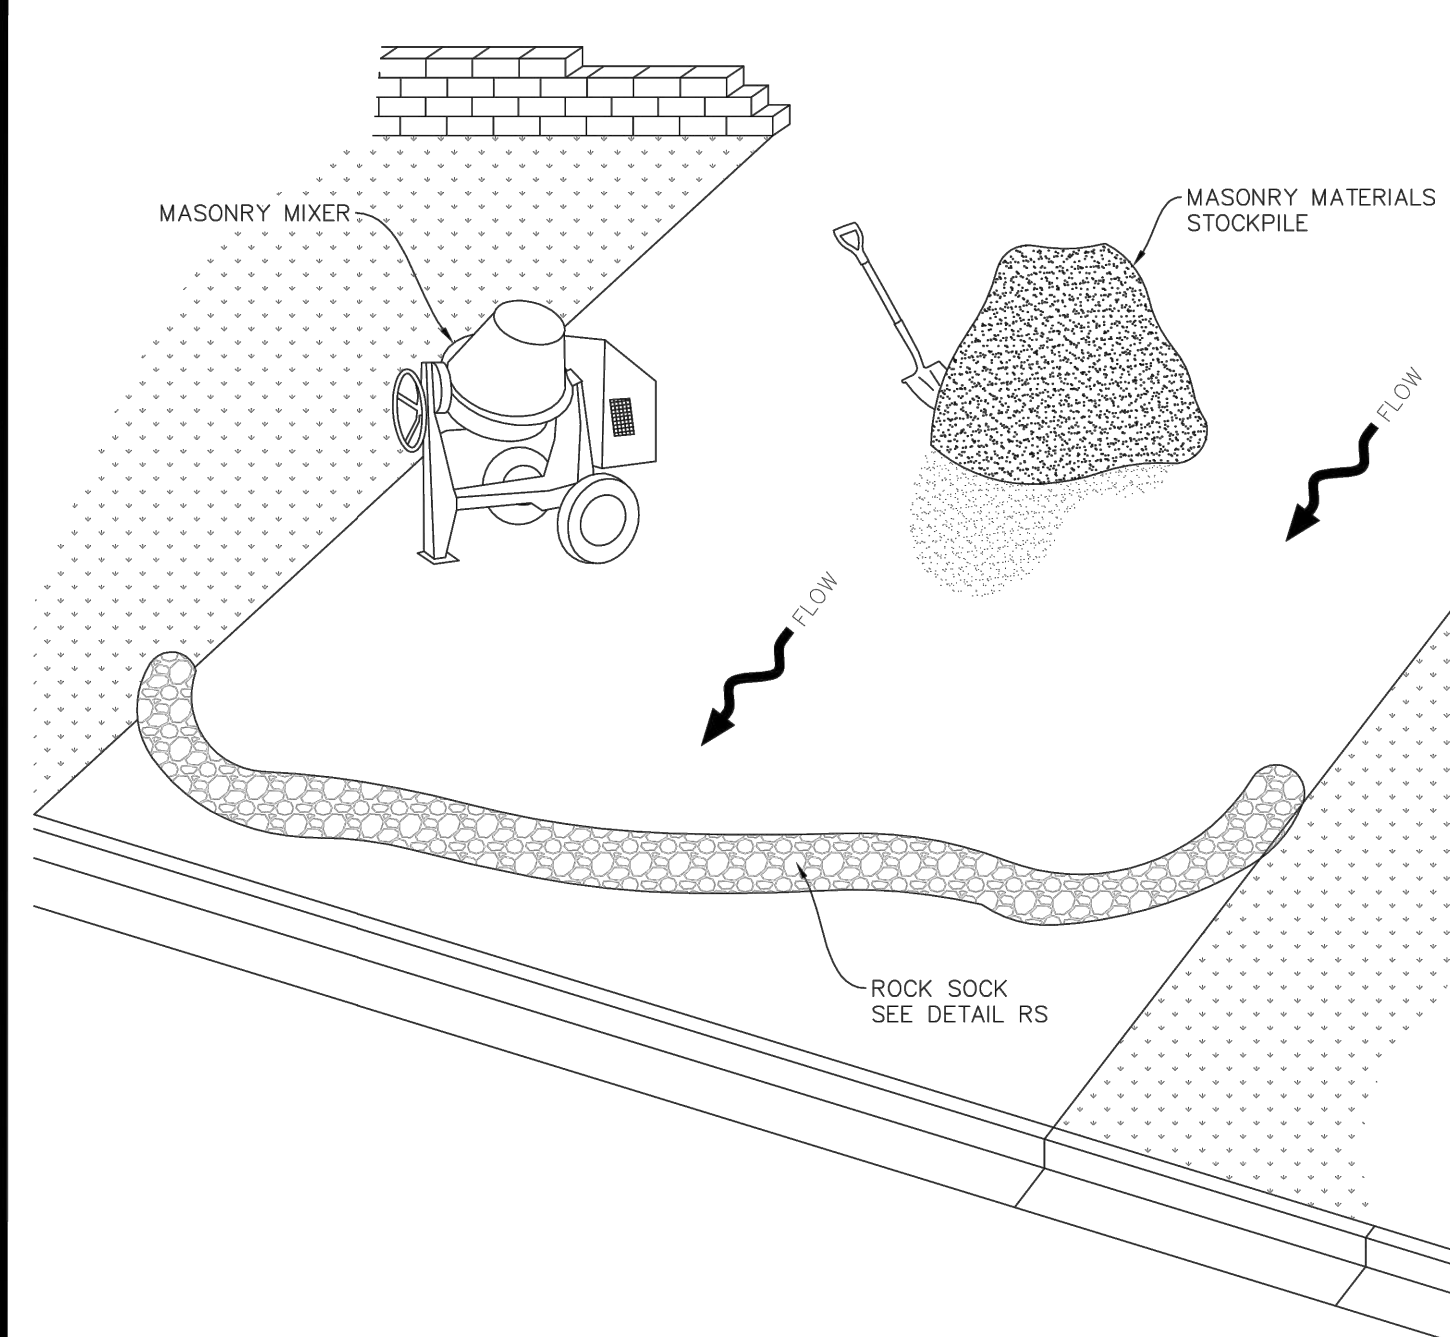 MASONRY MIXER
MASONRY MATERIALS
STOCKPILE
FLOW
FLOW
ROCK SOCK
SEE DETAIL RS